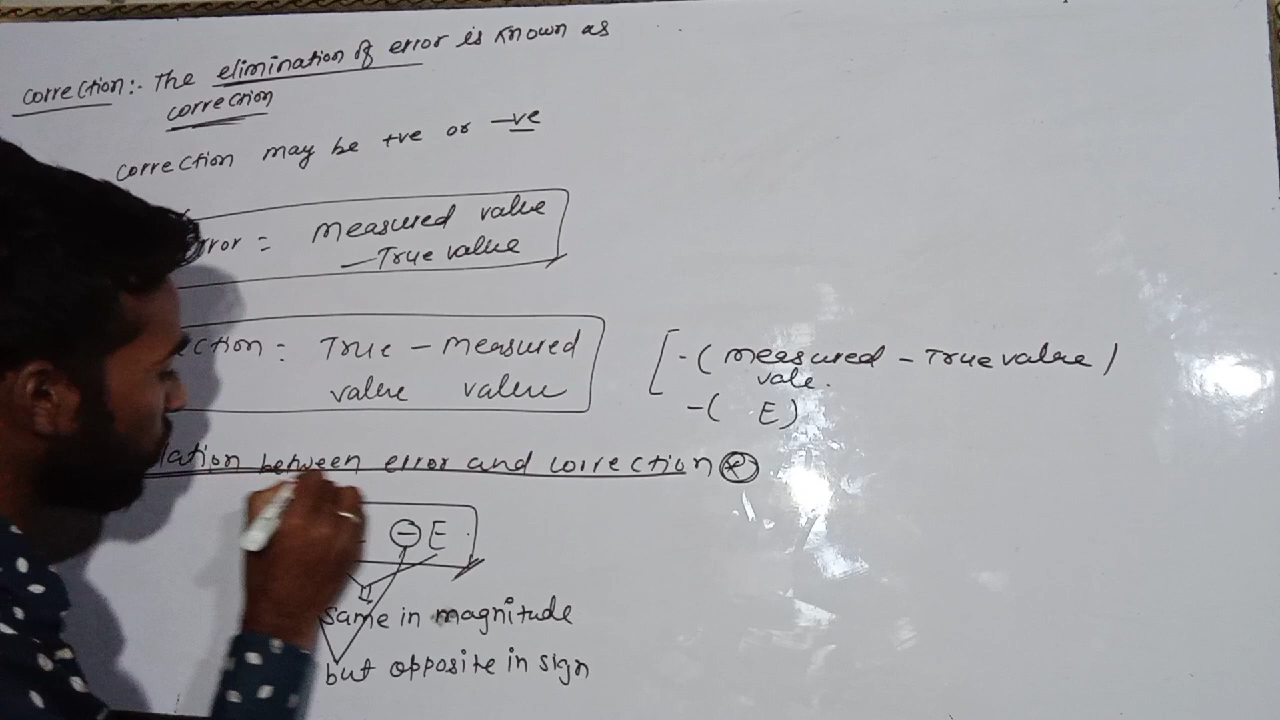 Correction:- The elimination of error is known as
correction
correction may be +ve or -ve
rror = measured value
- True value
ection = True - measured
value value
[ -( measured - True value )
vale.
-( E)
lation between error and correction
- E
same in magnitude
but opposite in sign